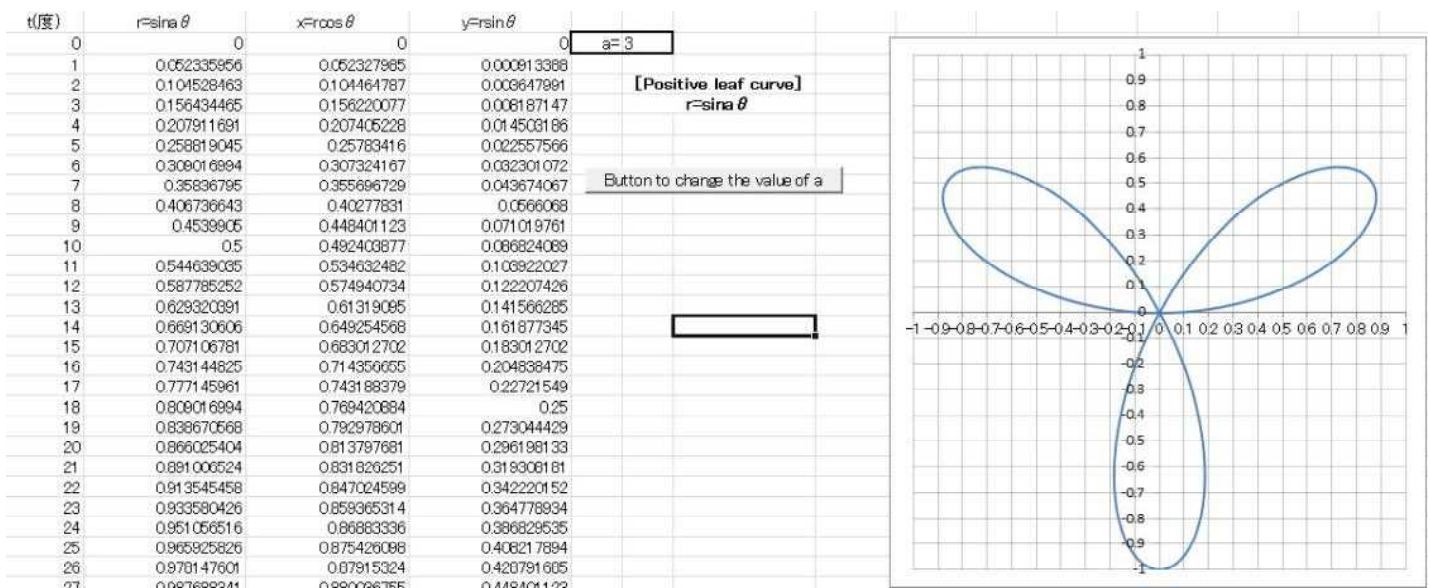 t(度) r=sina θ x=rcos θ y=rsin θ
0 0 0 0 a= 3
1 0.052335956 0.052327985 0.000913388
2 0.104528463 0.104464787 0.003647991 [Positive leaf curve]
3 0.156434465 0.156220077 0.008187147 r=sina θ
4 0.207911691 0.207405228 0.014503186
5 0.258819045 0.25783416 0.022557566
6 0.309016994 0.307324167 0.032301072
7 0.35836795 0.355696729 0.043674067 Button to change the value of a
8 0.406736643 0.40277831 0.0566068
9 0.4539905 0.448401123 0.071019761
10 0.5 0.492403877 0.086824089
11 0.544639035 0.534632482 0.103922027
12 0.587785252 0.574940734 0.122207426
13 0.629320391 0.61319095 0.141566285
14 0.669130606 0.649254568 0.161877345
15 0.707106781 0.683012702 0.183012702
16 0.743144825 0.714356655 0.204838475
17 0.777145961 0.743188379 0.22721549
18 0.809016994 0.769420884 0.25
19 0.838670568 0.792978601 0.273044429
20 0.866025404 0.813797681 0.296198133
21 0.891006524 0.831826251 0.319308181
22 0.913545458 0.847024599 0.342220152
23 0.933580426 0.859365314 0.364778934
24 0.951056516 0.86883336 0.386829535
25 0.965925826 0.875426098 0.408217894
26 0.978147601 0.87915324 0.428791685
27 0.987688341 0.880036755 0.448401123
1
0.9
0.8
0.7
0.6
0.5
0.4
0.3
0.2
0.1
0
-1 -0.9-0.8-0.7-0.6-0.5-0.4-0.3-0.2-0.1 0 0.1 0.2 0.3 0.4 0.5 0.6 0.7 0.8 0.9 1
-0.1
-0.2
-0.3
-0.4
-0.5
-0.6
-0.7
-0.8
-0.9
-1